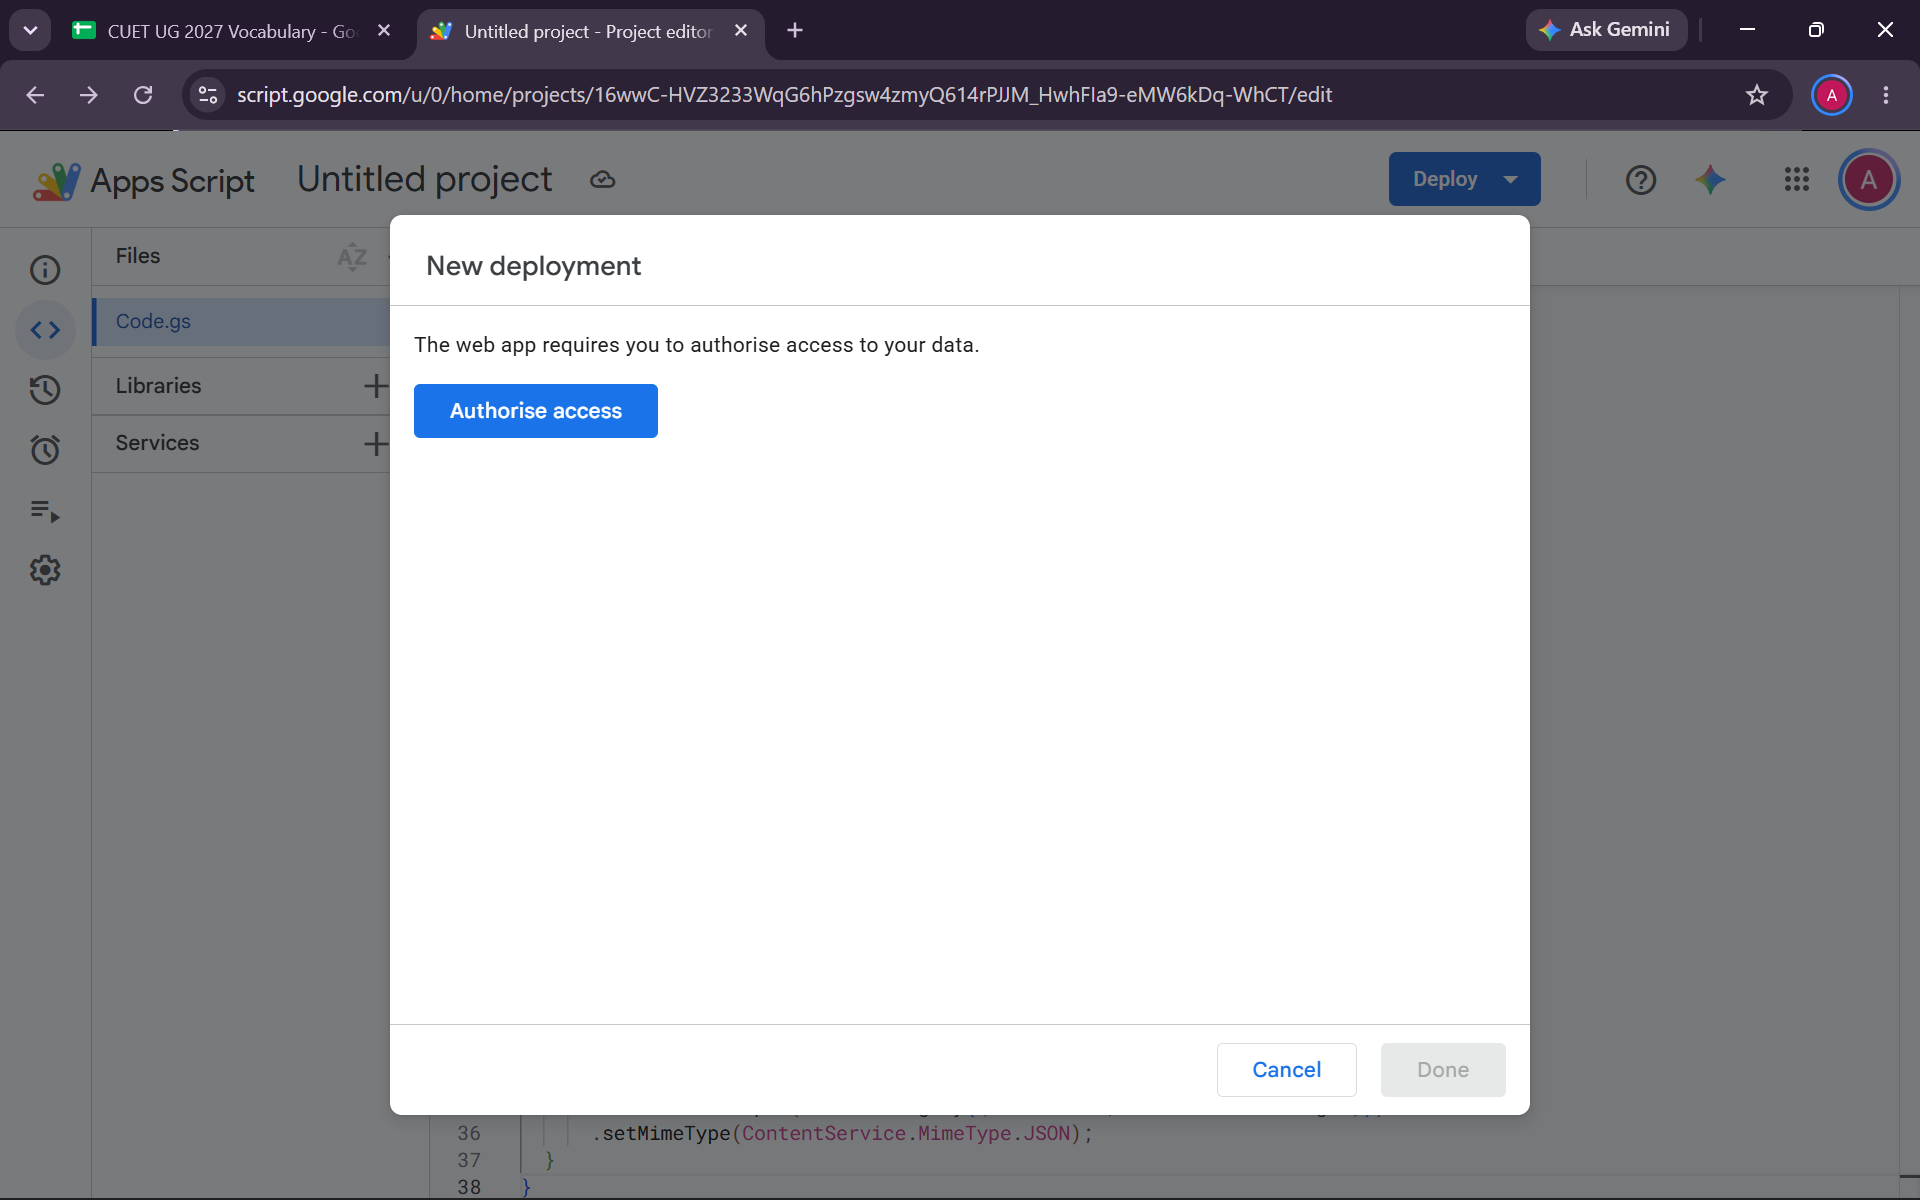 CUET UG 2027 Vocabulary - Go
Untitled project - Project editor
Ask Gemini
script.google.com/u/0/home/projects/16wwC-HVZ3233WqG6hPzgsw4zmyQ614rPJJM_HwhFIa9-eMW6kDq-WhCT/edit
A
Apps Script
Untitled project
Deploy
A
Files
AZ
New deployment
Code.gs
The web app requires you to authorise access to your data.
Libraries
Authorise access
Services
Cancel
Done
36 .setMimeType(ContentService.MimeType.JSON);
37 }
38 }